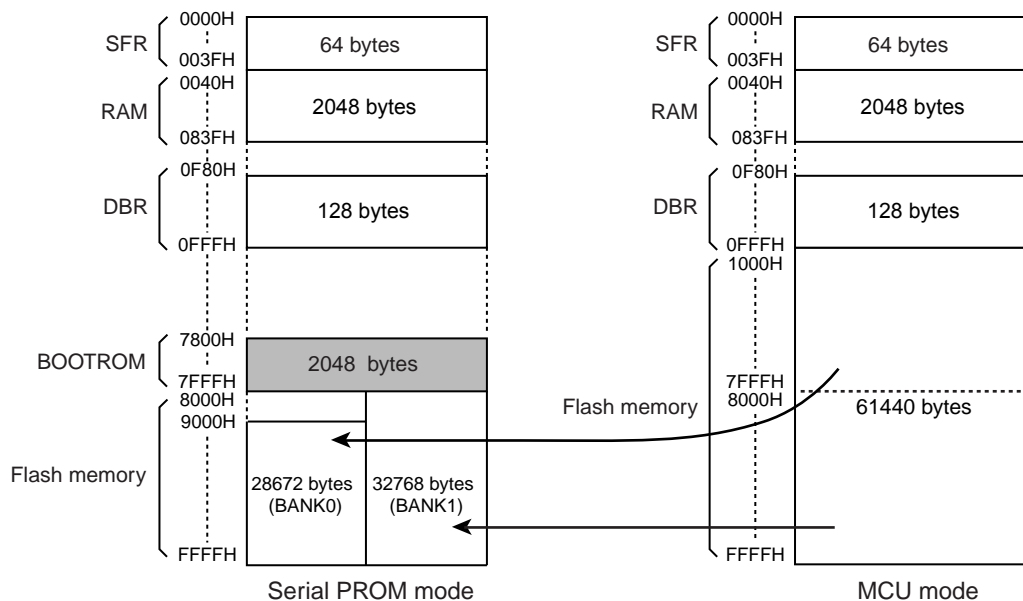 SFR
0000H
003FH
64 bytes
RAM
0040H
083FH
2048 bytes
DBR
0F80H
0FFFH
128 bytes
BOOTROM
7800H
7FFFH
2048 bytes
Flash memory
8000H
9000H
FFFFH
28672 bytes
(BANK0)
32768 bytes
(BANK1)
Serial PROM mode
SFR
0000H
003FH
64 bytes
RAM
0040H
083FH
2048 bytes
DBR
0F80H
0FFFH
128 bytes
Flash memory
1000H
7FFFH
8000H
FFFFH
61440 bytes
MCU mode